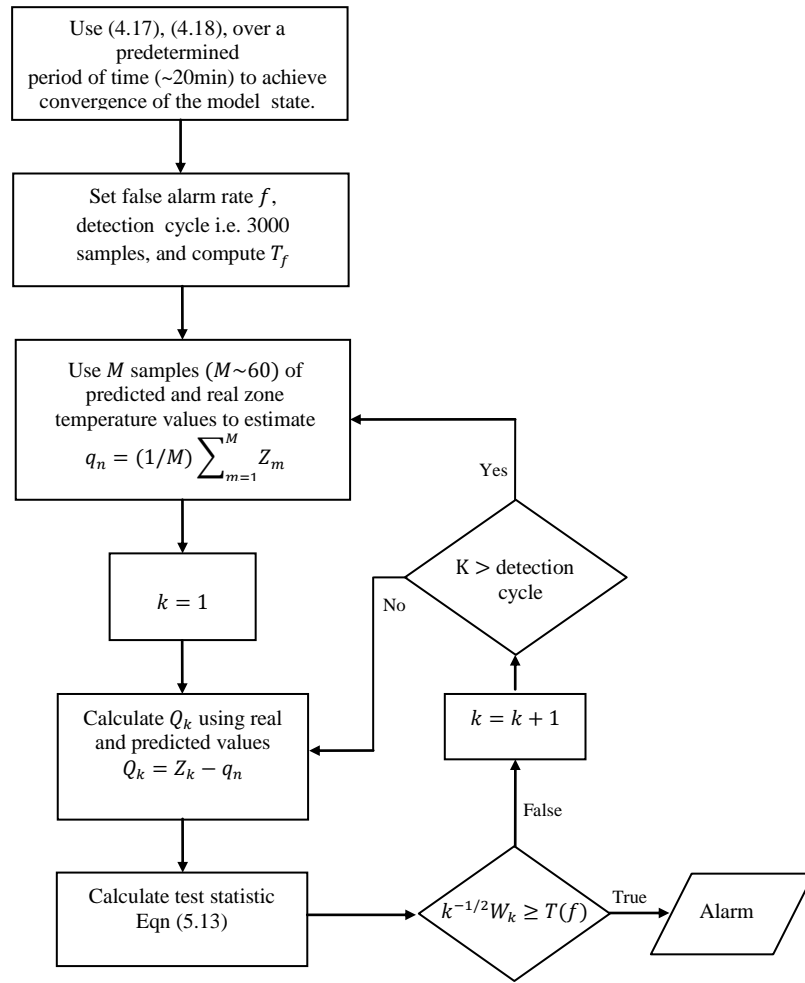 Use (4.17), (4.18), over a
predetermined
period of time (~20min) to achieve
convergence of the model state.
Set false alarm rate f,
detection cycle i.e. 3000
samples, and compute T_f
Use M samples (M~60) of
predicted and real zone
temperature values to estimate
q_n = (1/M) ∑_{m=1}^{M} Z_m
Yes
K > detection
cycle
No
k = 1
Calculate Q_k using real
and predicted values
Q_k = Z_k − q_n
k = k + 1
False
Calculate test statistic
Eqn (5.13)
k^{−1/2}W_k ≥ T(f)
True
Alarm